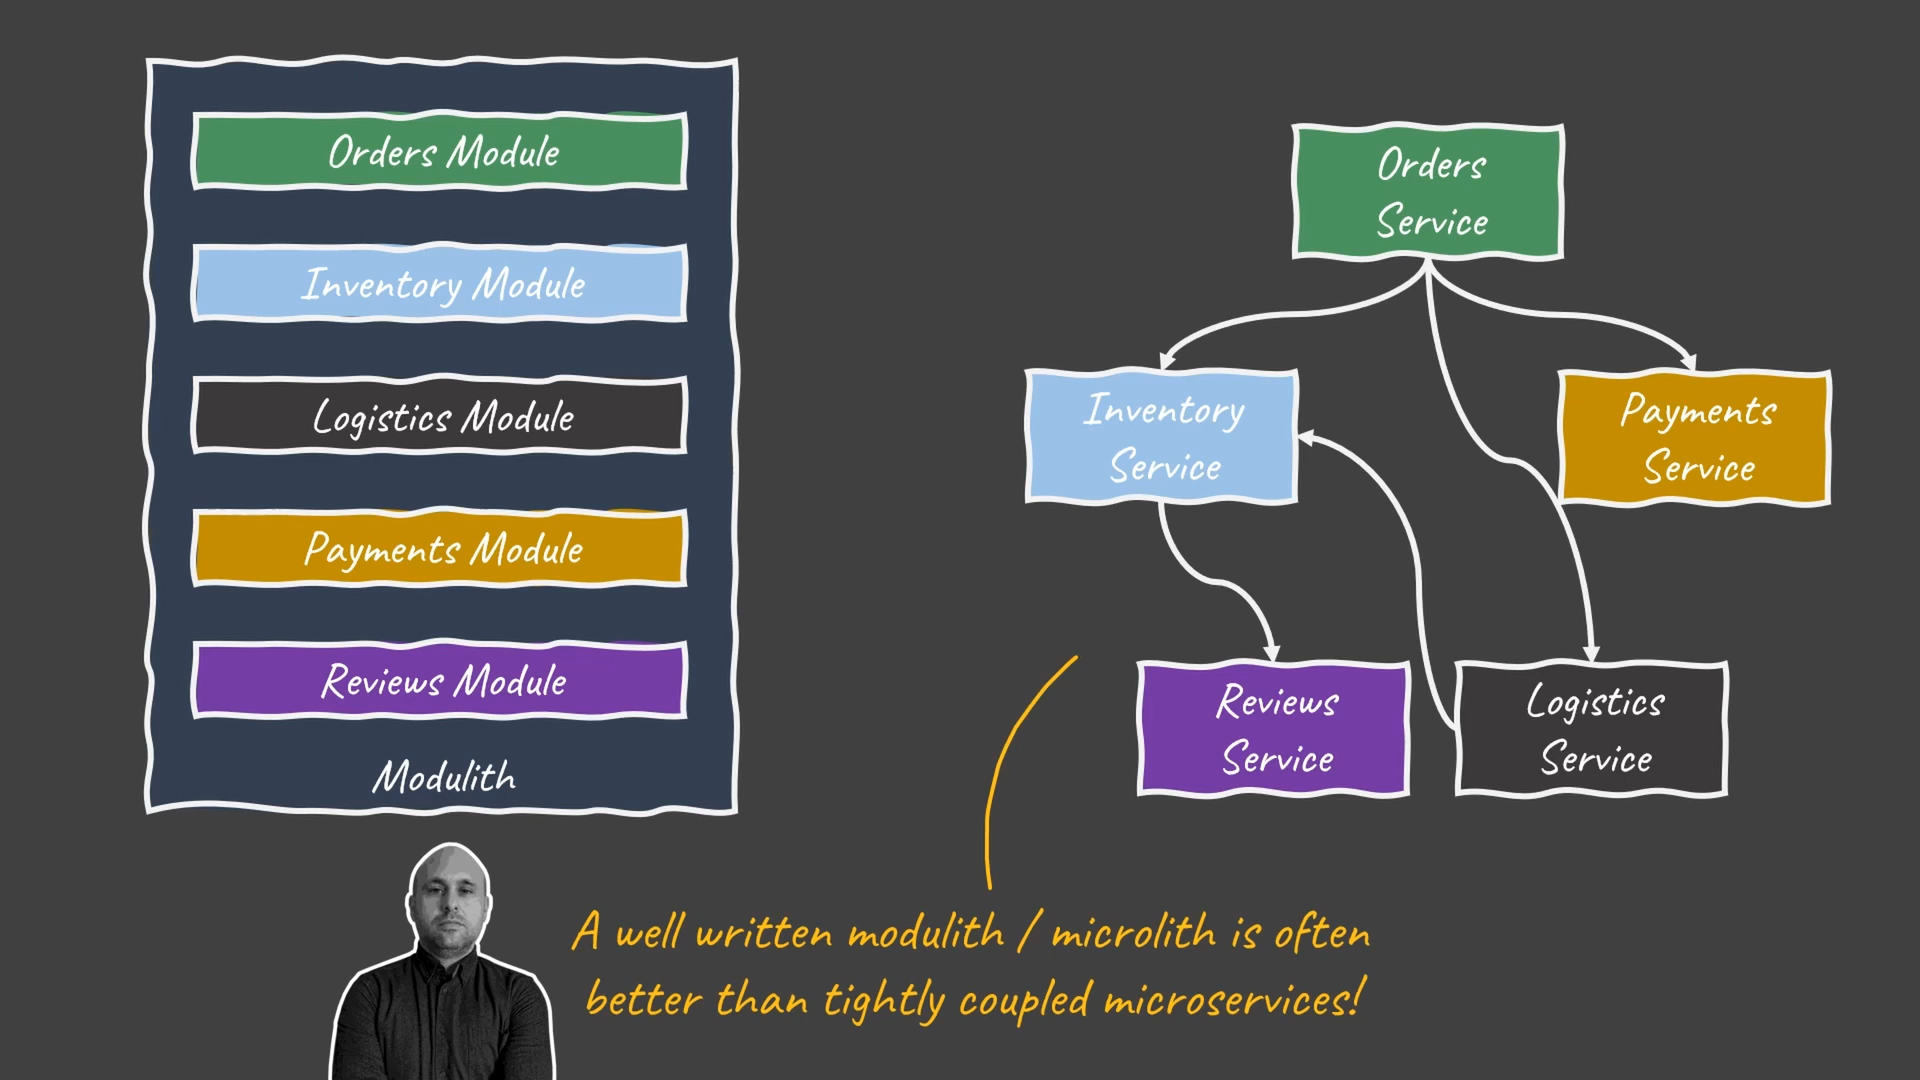 Orders Module
Inventory Module
Logistics Module
Payments Module
Reviews Module
Modulith
Orders
Service
Inventory
Service
Payments
Service
Reviews
Service
Logistics
Service
A well written modulith / microlith is often
better than tightly coupled microservices!